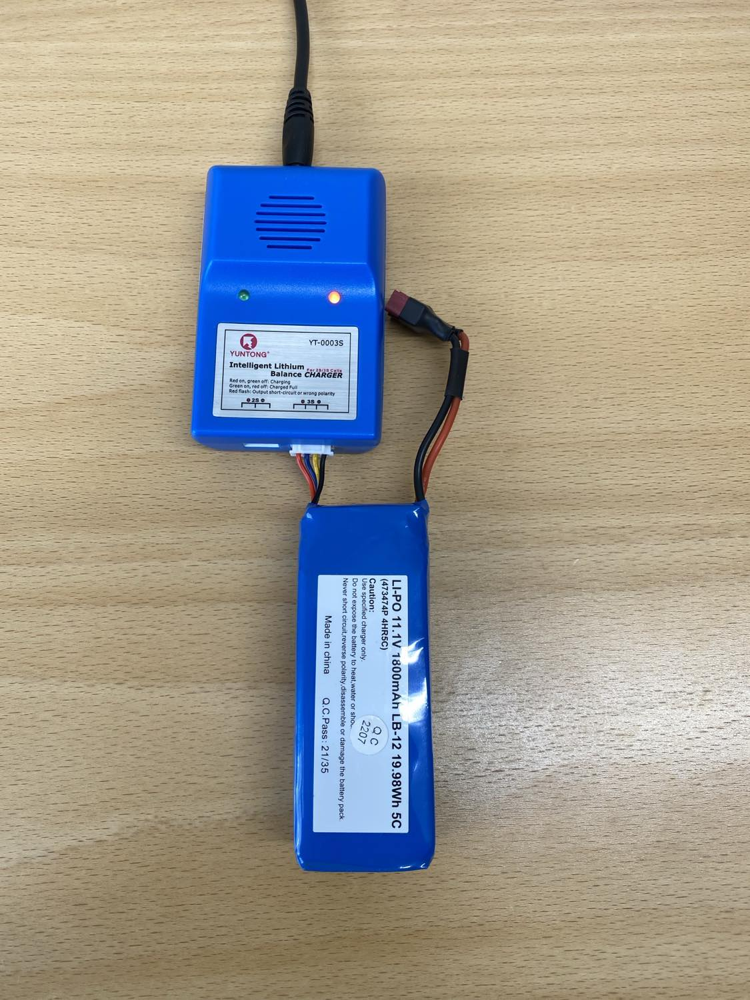 YUNTONG®
YT-0003S
Intelligent Lithium
For 2S/3S Cells
Balance CHARGER
Red on, green off: Charging
Green on, red off: Charged Full
Red flash: Output short-circuit or wrong polarity
2S
3S
LI-PO 11.1V 1800mAh LB-12 19.98Wh 5C
(473474P 4HR5C)
Caution:
Use specified charger only.
Do not expose the battery to heat,water or
Never short circuit,reverse polarity,disassemble or damage the battery pack.
Made in china Q.C.Pass: 21/35
Q.C
2207